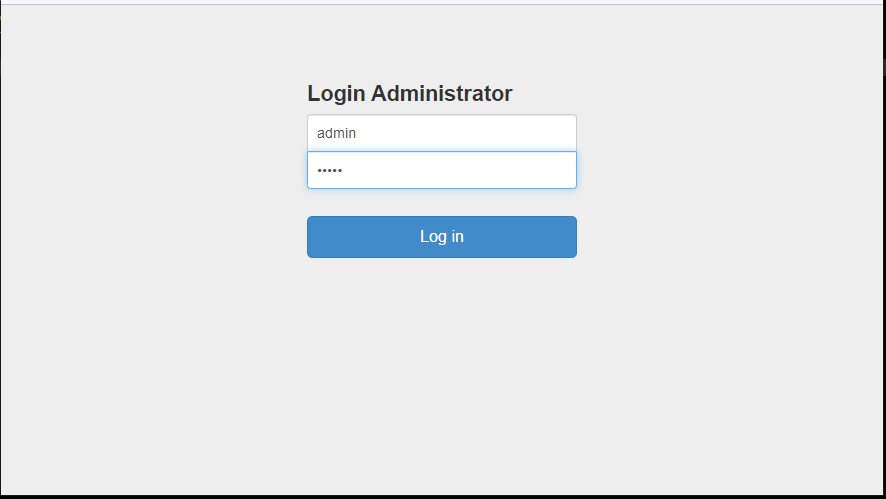 Login Administrator
admin
•••••
Log in